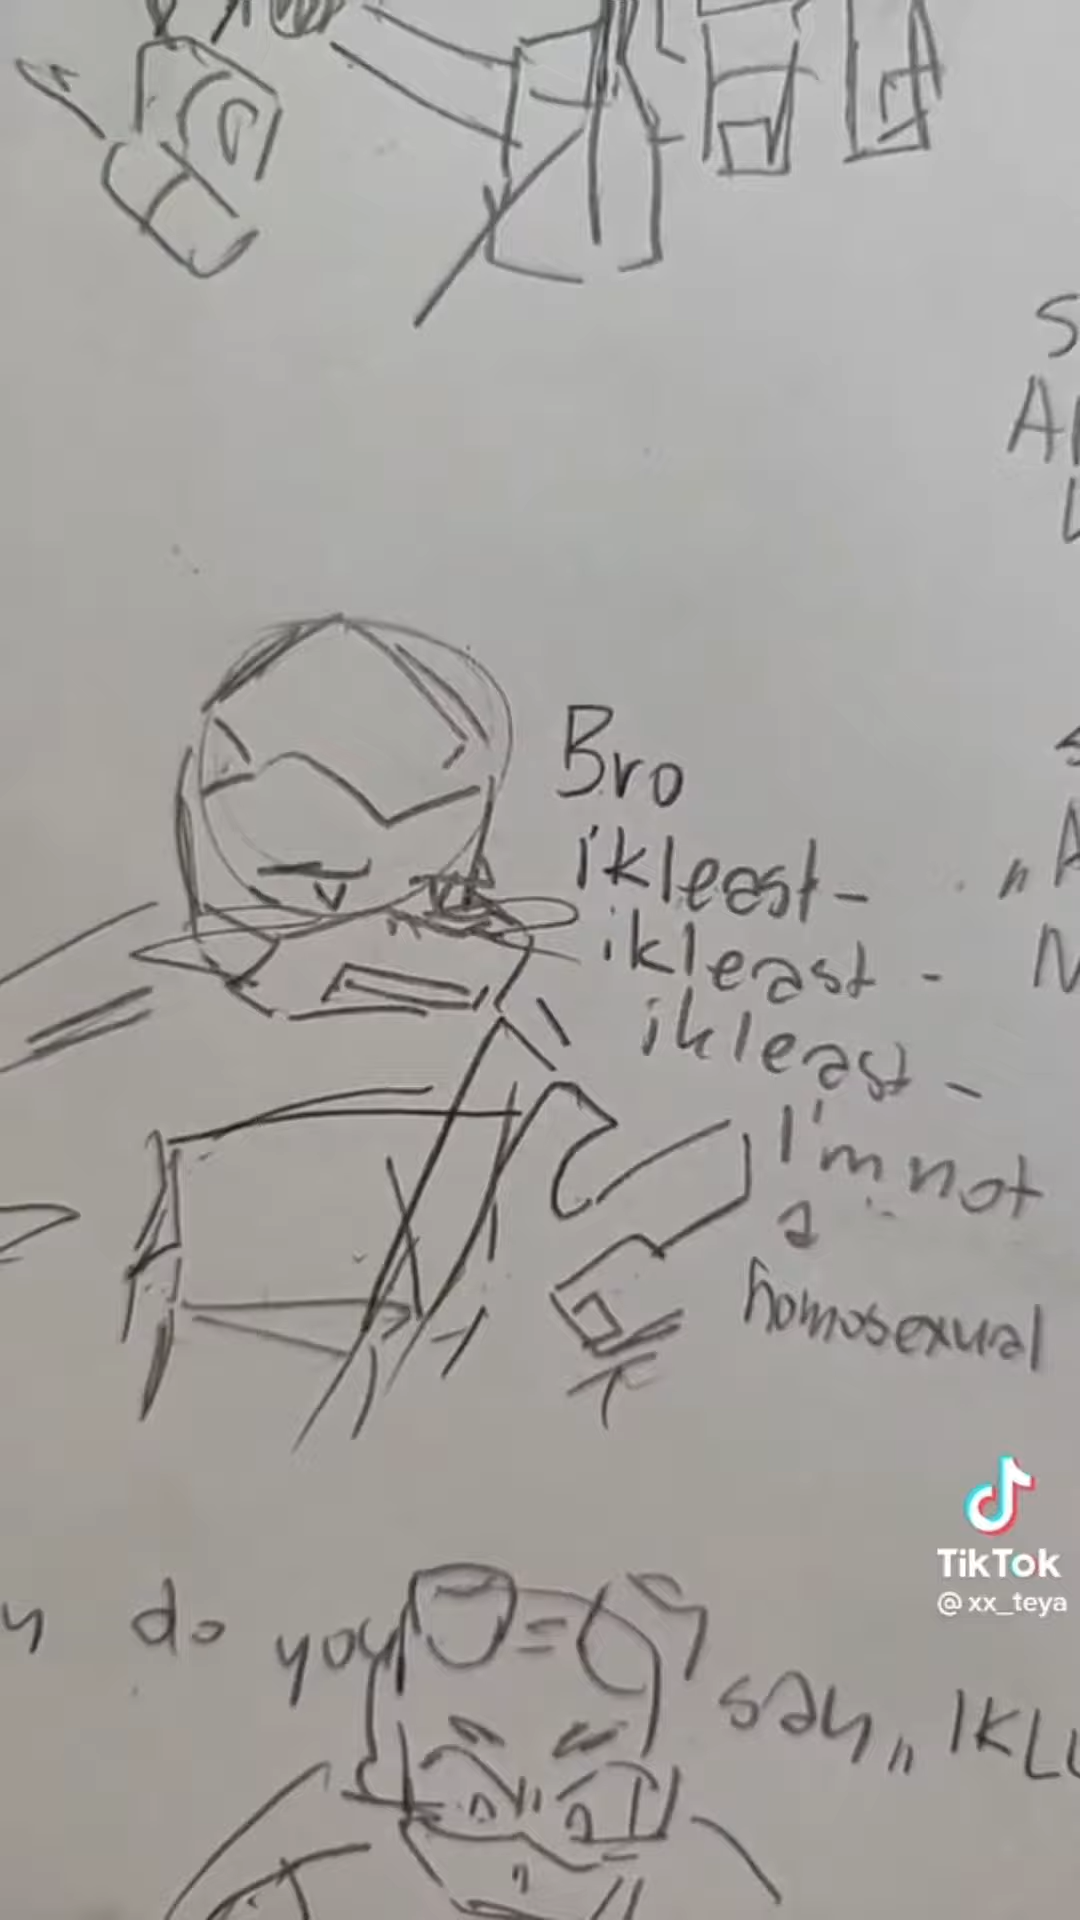 Bro
ikleast-
ikleast-
ikleast-
I'm not
a
homosexual
TikTok
@xx_teya
do you say „IKL